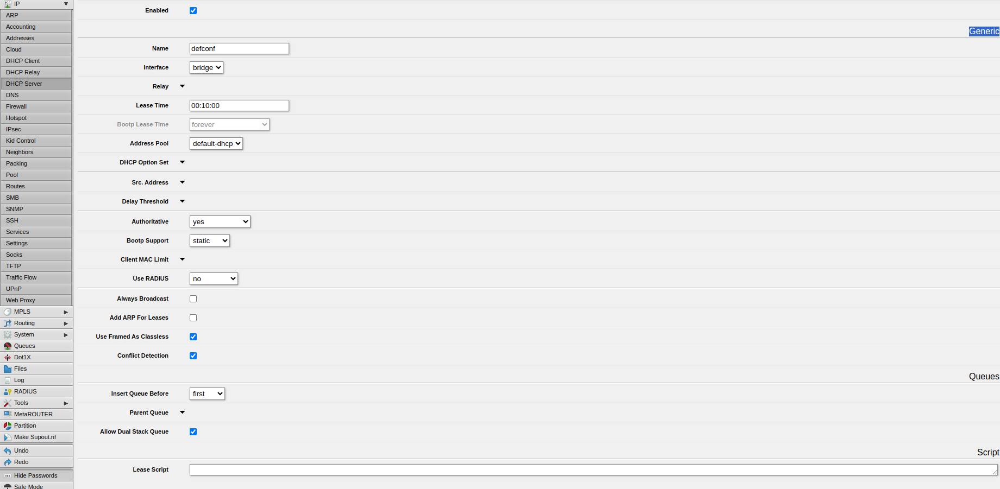 IP
ARP
Accounting
Addresses
Cloud
DHCP Client
DHCP Relay
DHCP Server
DNS
Firewall
Hotspot
IPsec
Kid Control
Neighbors
Packing
Pool
Routes
SMB
SNMP
SSH
Services
Settings
Socks
TFTP
Traffic Flow
UPnP
Web Proxy
MPLS
Routing
System
Queues
Dot1X
Files
Log
RADIUS
Tools
MetaROUTER
Partition
Make Supout.rif
Undo
Redo
Hide Passwords
Safe Mode
Enabled
Generic
Name defconf
Interface bridge
Relay
Lease Time 00:10:00
Bootp Lease Time forever
Address Pool default-dhcp
DHCP Option Set
Src. Address
Delay Threshold
Authoritative yes
Bootp Support static
Client MAC Limit
Use RADIUS no
Always Broadcast
Add ARP For Leases
Use Framed As Classless
Conflict Detection
Queues
Insert Queue Before first
Parent Queue
Allow Dual Stack Queue
Script
Lease Script